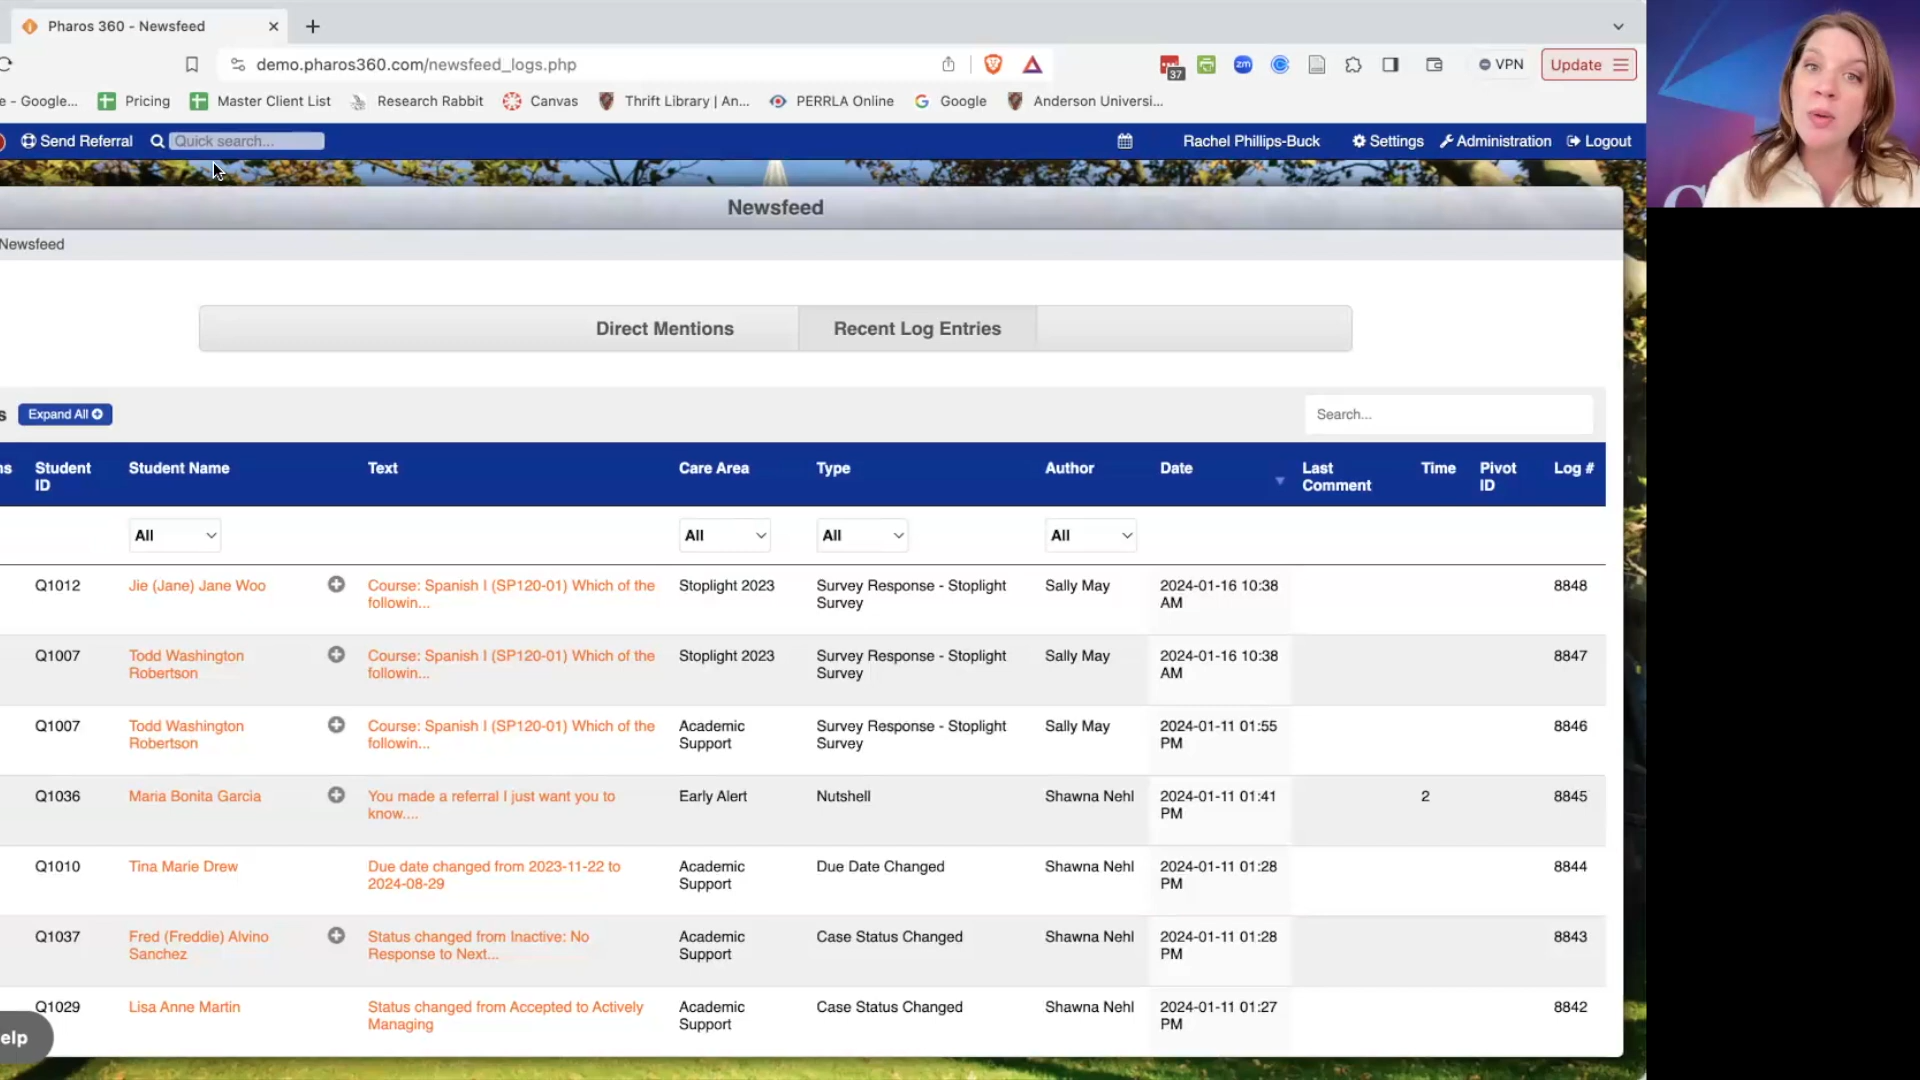 Pharos 360 - Newsfeed
demo.pharos360.com/newsfeed_logs.php
37
zm
VPN
Update
e - Google...
Pricing
Master Client List
Research Rabbit
Canvas
Thrift Library | An...
PERRLA Online
Google
Anderson Universi...
Send Referral
Quick search...
Rachel Phillips-Buck
Settings
Administration
Logout
Newsfeed
Newsfeed
Direct Mentions
Recent Log Entries
s
Expand All
Search...
ns
Student
ID
Student Name
Text
Care Area
Type
Author
Date
Last
Comment
Time
Pivot
ID
Log #
All
All
All
All
Q1012
Jie (Jane) Jane Woo
Course: Spanish I (SP120-01) Which of the
followin...
Stoplight 2023
Survey Response - Stoplight
Survey
Sally May
2024-01-16 10:38
AM
8848
Q1007
Todd Washington
Robertson
Course: Spanish I (SP120-01) Which of the
followin...
Stoplight 2023
Survey Response - Stoplight
Survey
Sally May
2024-01-16 10:38
AM
8847
Q1007
Todd Washington
Robertson
Course: Spanish I (SP120-01) Which of the
followin...
Academic
Support
Survey Response - Stoplight
Survey
Sally May
2024-01-11 01:55
PM
8846
Q1036
Maria Bonita Garcia
You made a referral I just want you to
know....
Early Alert
Nutshell
Shawna Nehl
2024-01-11 01:41
PM
2
8845
Q1010
Tina Marie Drew
Due date changed from 2023-11-22 to
2024-08-29
Academic
Support
Due Date Changed
Shawna Nehl
2024-01-11 01:28
PM
8844
Q1037
Fred (Freddie) Alvino
Sanchez
Status changed from Inactive: No
Response to Next...
Academic
Support
Case Status Changed
Shawna Nehl
2024-01-11 01:28
PM
8843
Q1029
Lisa Anne Martin
Status changed from Accepted to Actively
Managing
Academic
Support
Case Status Changed
Shawna Nehl
2024-01-11 01:27
PM
8842
elp